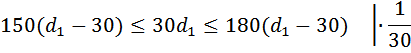 150(d₁ − 30) ≤ 30d₁ ≤ 180(d₁ − 30) |· 1/30